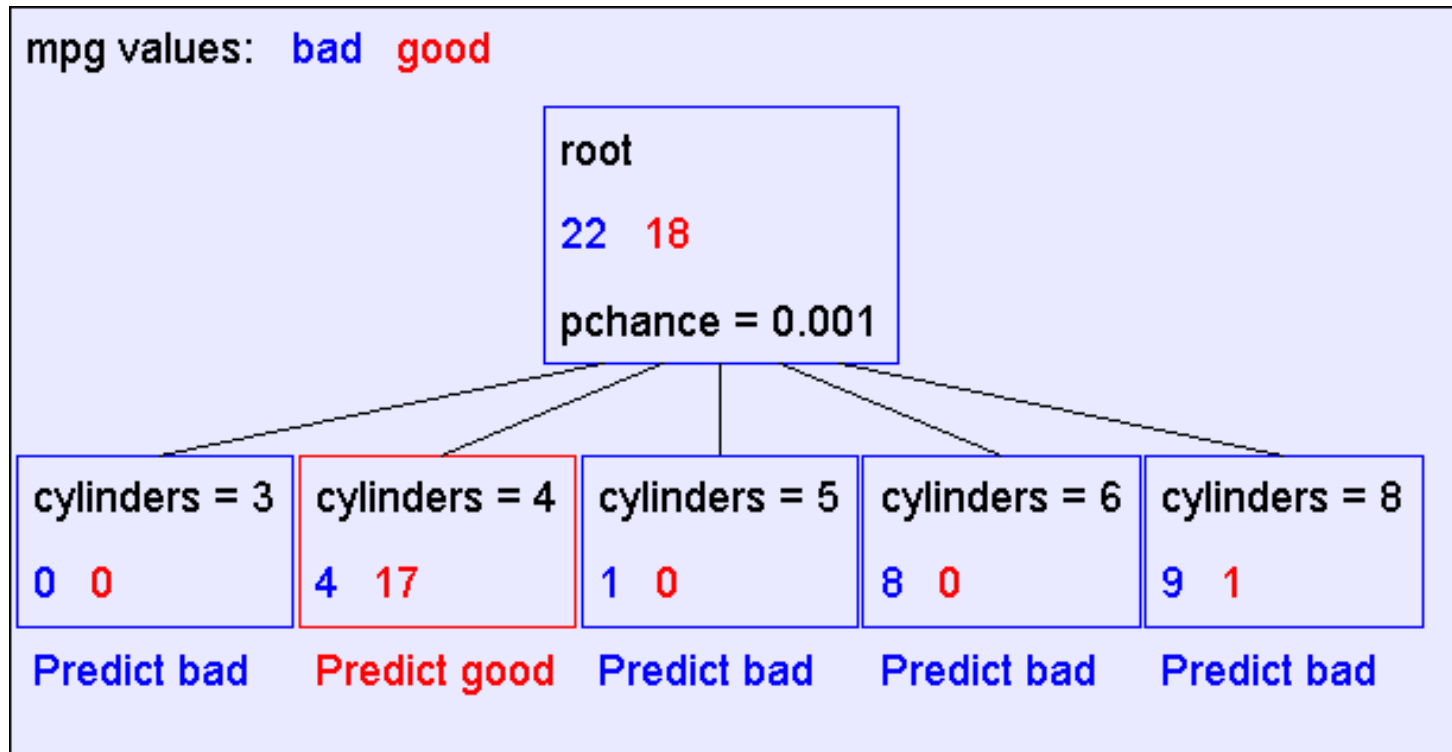 mpg values: bad good
root
22 18
pchance = 0.001
cylinders = 3
0 0
Predict bad
cylinders = 4
4 17
Predict good
cylinders = 5
1 0
Predict bad
cylinders = 6
8 0
Predict bad
cylinders = 8
9 1
Predict bad